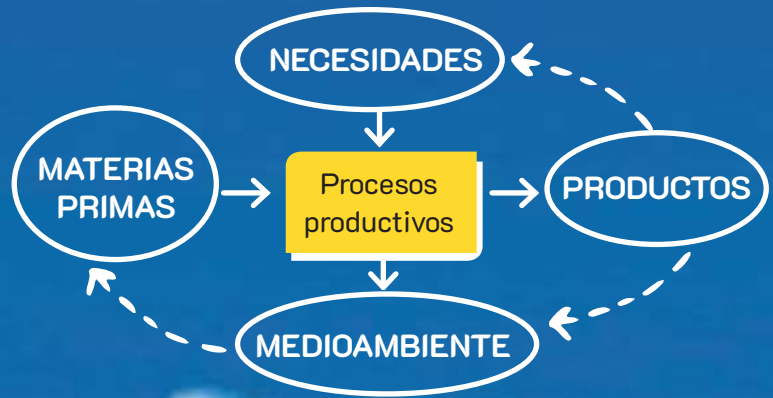 NECESIDADES
MATERIAS
PRIMAS
Procesos
productivos
PRODUCTOS
MEDIOAMBIENTE